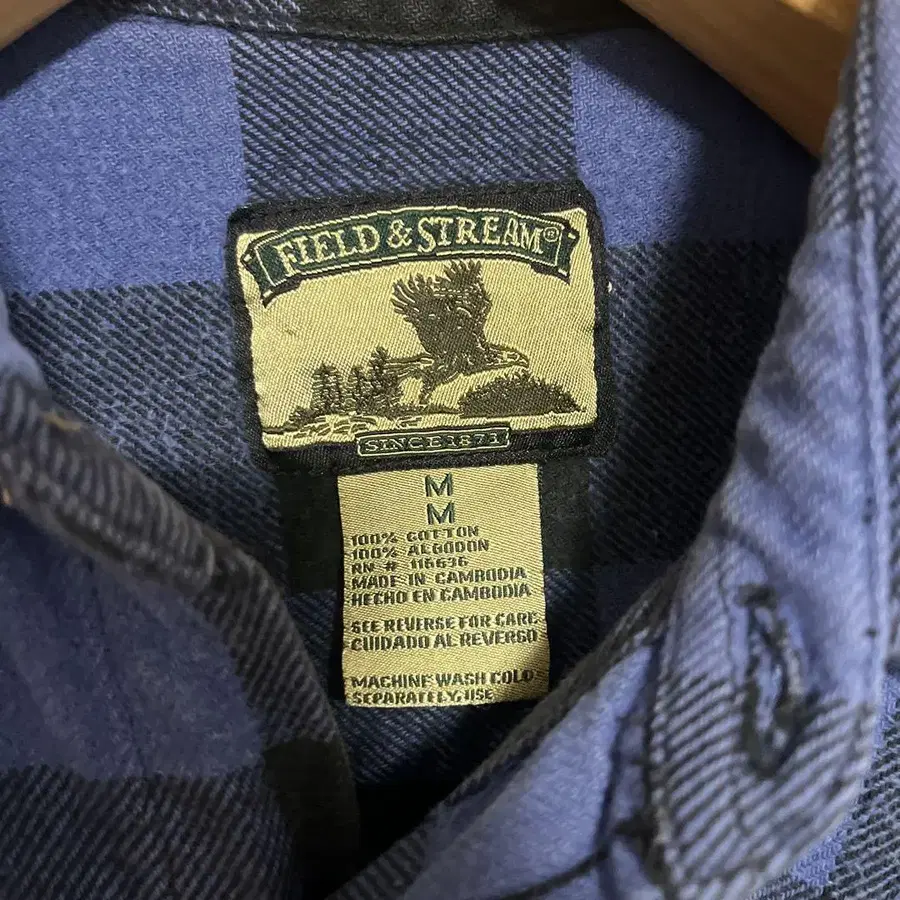 FIELD & STREAM®
SINCE 1871
M
M
100% COTTON
100% ALGODON
RN # 116636
MADE IN CAMBODIA
HECHO EN CAMBODIA
SEE REVERSE FOR CARE
CUIDADO AL REVERSO
MACHINE WASH COLD
SEPARATELY, USE